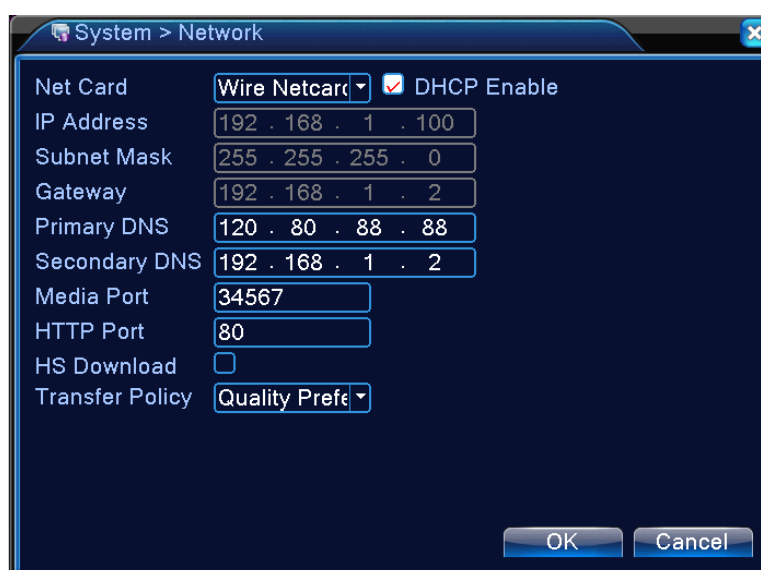 System > Network
Net Card Wire Netcar DHCP Enable
IP Address 192 . 168 . 1 . 100
Subnet Mask 255 . 255 . 255 . 0
Gateway 192 . 168 . 1 . 2
Primary DNS 120 . 80 . 88 . 88
Secondary DNS 192 . 168 . 1 . 2
Media Port 34567
HTTP Port 80
HS Download
Transfer Policy Quality Prefe
OK Cancel